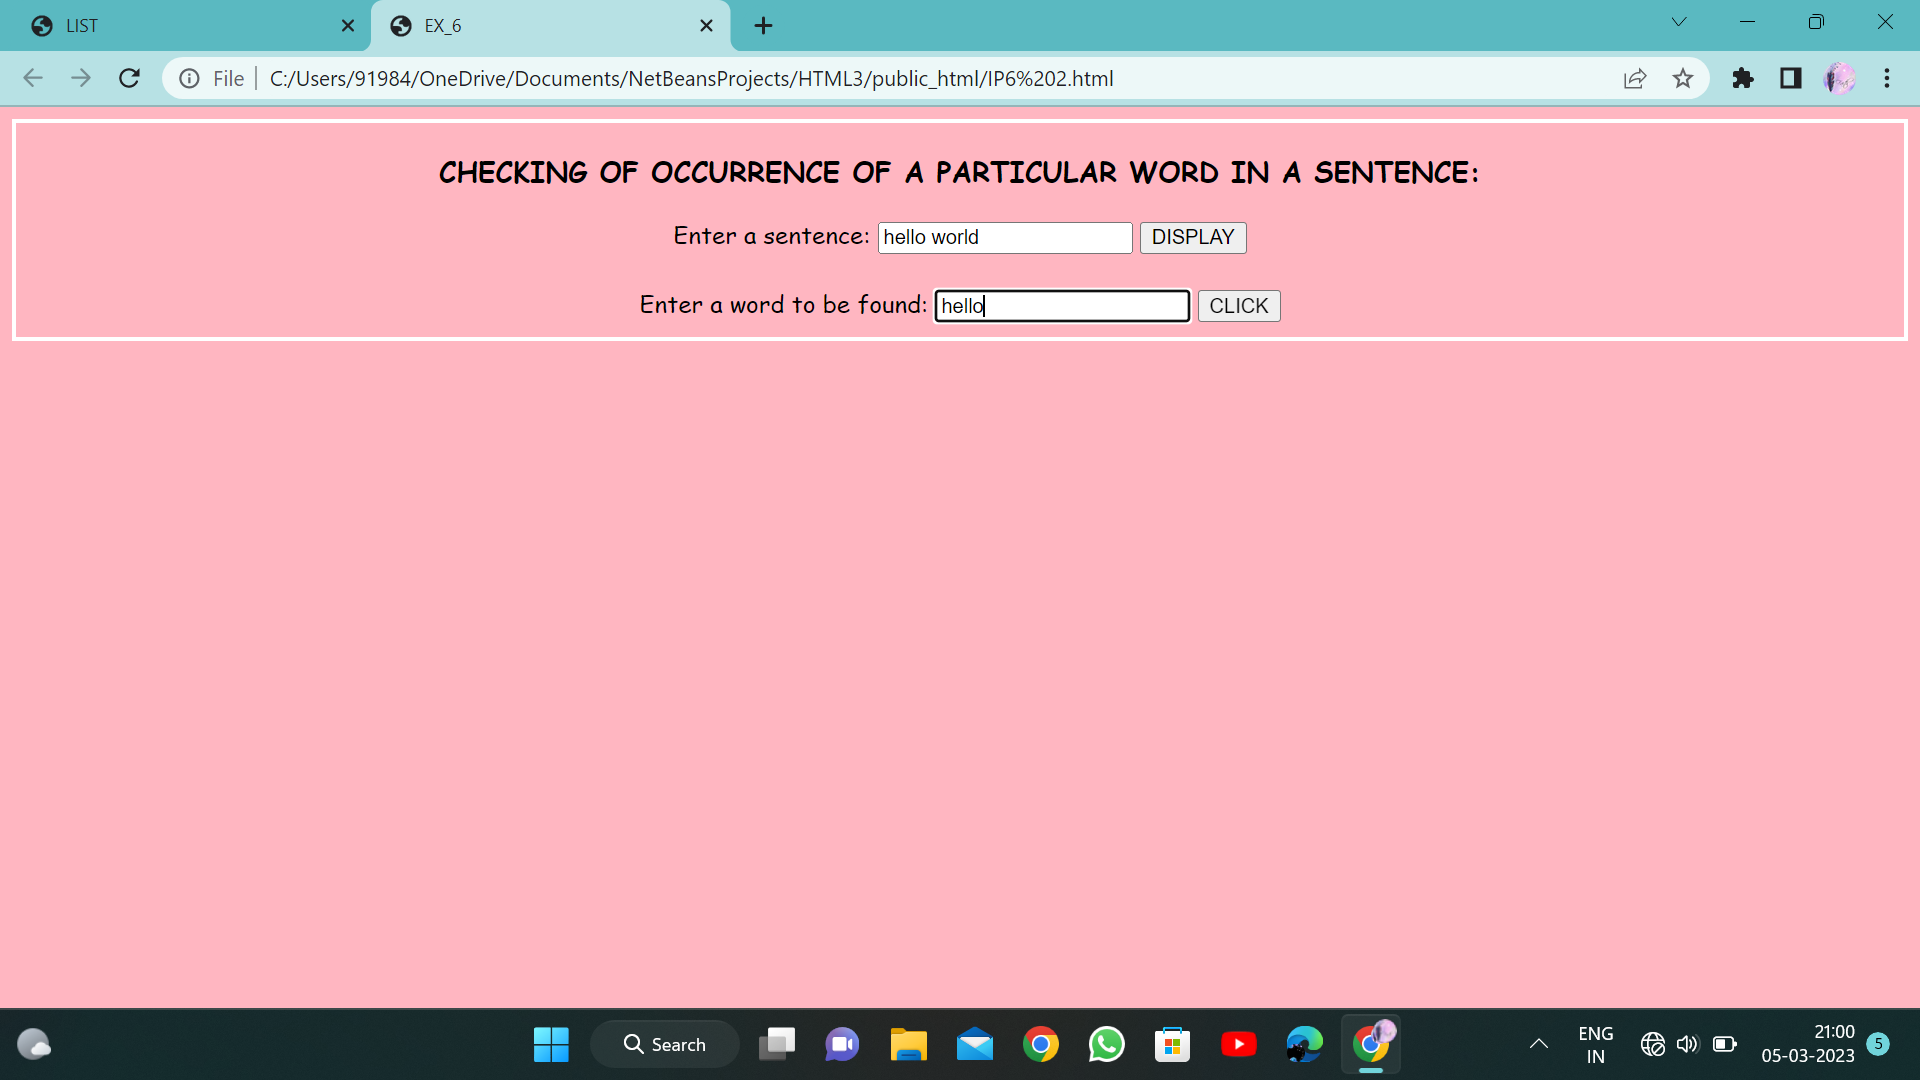 LIST
EX_6
File
C:/Users/91984/OneDrive/Documents/NetBeansProjects/HTML3/public_html/IP6%202.html
CHECKING OF OCCURRENCE OF A PARTICULAR WORD IN A SENTENCE:
Enter a sentence: hello world DISPLAY
Enter a word to be found: hello CLICK
Search
ENG
IN
21:00
05-03-2023
5